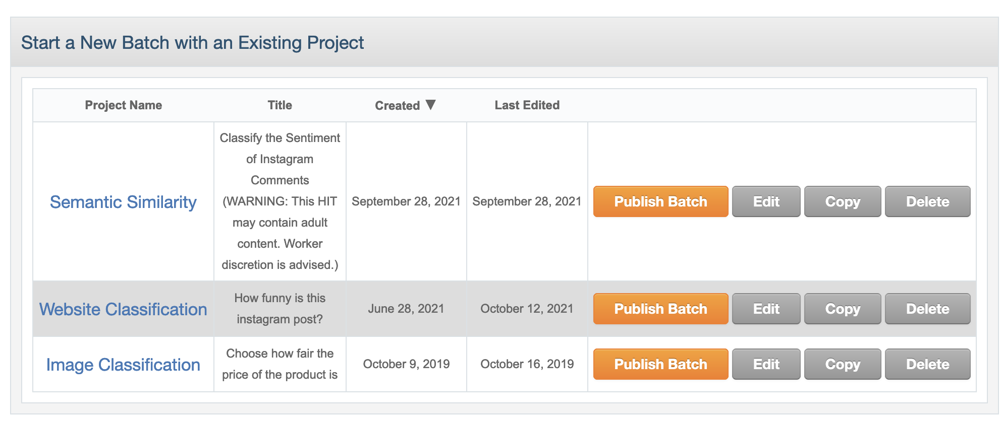 Start a New Batch with an Existing Project
Project Name Title Created ▼ Last Edited
Semantic Similarity
Classify the Sentiment
of Instagram
Comments
(WARNING: This HIT
may contain adult
content. Worker
discretion is advised.)
September 28, 2021 September 28, 2021 Publish Batch Edit Copy Delete
Website Classification
How funny is this
instagram post?
June 28, 2021 October 12, 2021 Publish Batch Edit Copy Delete
Image Classification
Choose how fair the
price of the product is
October 9, 2019 October 16, 2019 Publish Batch Edit Copy Delete